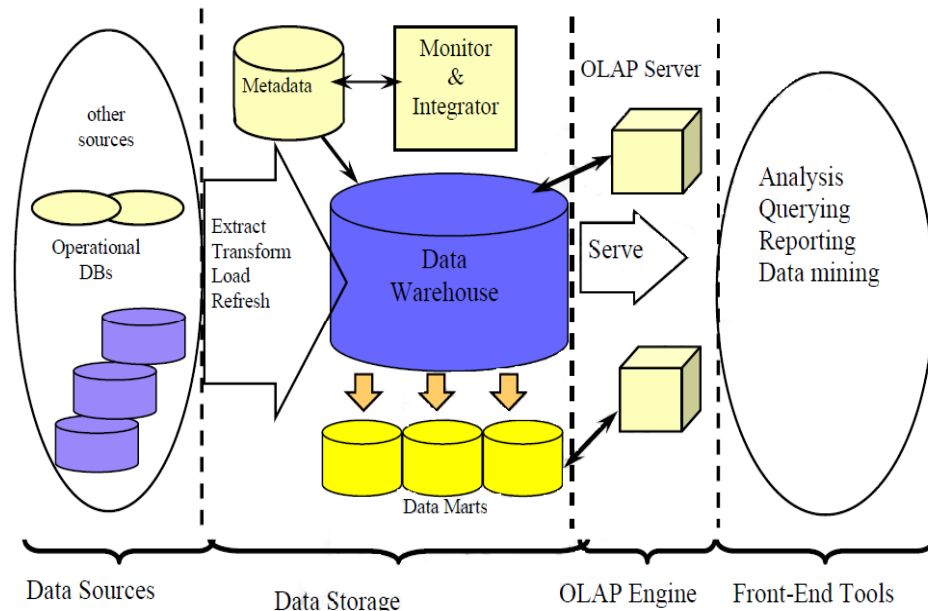 other
sources
Operational
DBs
Extract
Transform
Load
Refresh
Metadata
Monitor
&
Integrator
Data
Warehouse
Data Marts
OLAP Server
Serve
Analysis
Querying
Reporting
Data mining
Data Sources
Data Storage
OLAP Engine
Front-End Tools